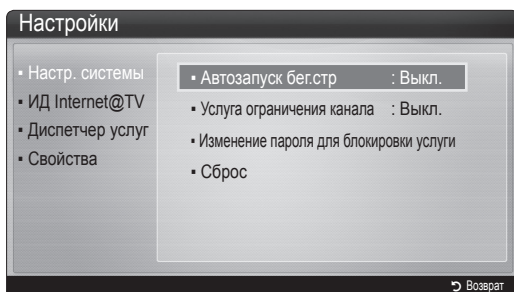 Настройки
▪ Настр. системы
▪ ИД Internet@TV
▪ Диспетчер услуг
▪ Свойства
▪ Автозапуск бег.стр : Выкл.
▪ Услуга ограничения канала : Выкл.
▪ Изменение пароля для блокировки услуги
▪ Сброс
Возврат